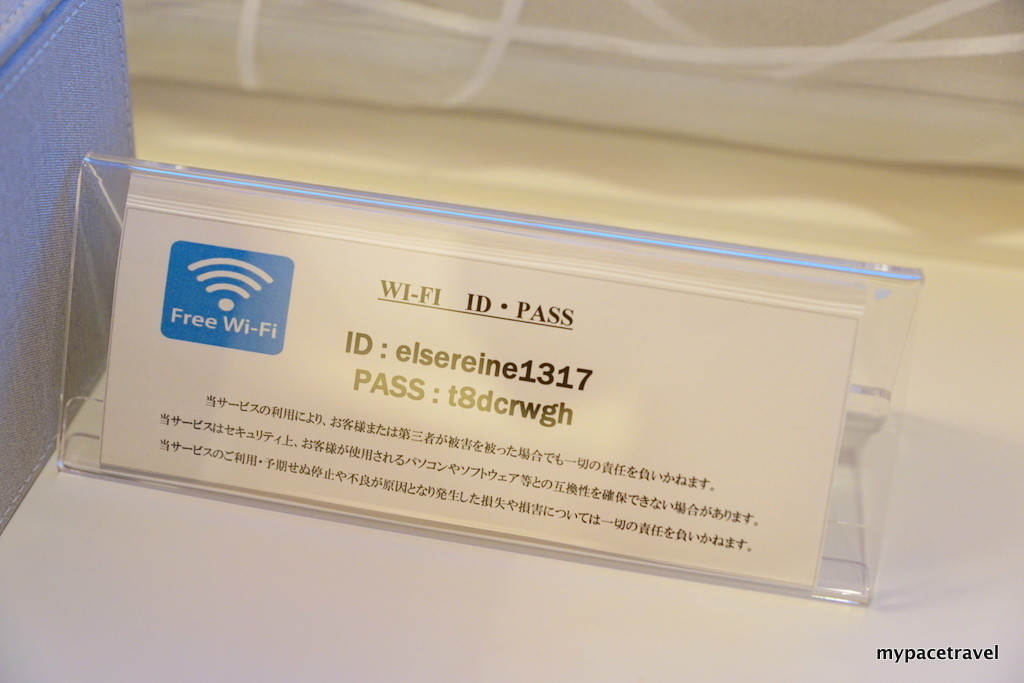 Free Wi-Fi
WI-FI ID・PASS
ID : elsereine1317
PASS : t8dcrwgh
当サービスの利用により、お客様または第三者が被害を被った場合でも一切の責任を負いかねます。
当サービスはセキュリティ上、お客様が使用されるパソコンやソフトウェア等との互換性を確保できない場合があります。
当サービスのご利用・予期せぬ停止や不良が原因となり発生した損失や損害については一切の責任を負いかねます。
mypacetravel